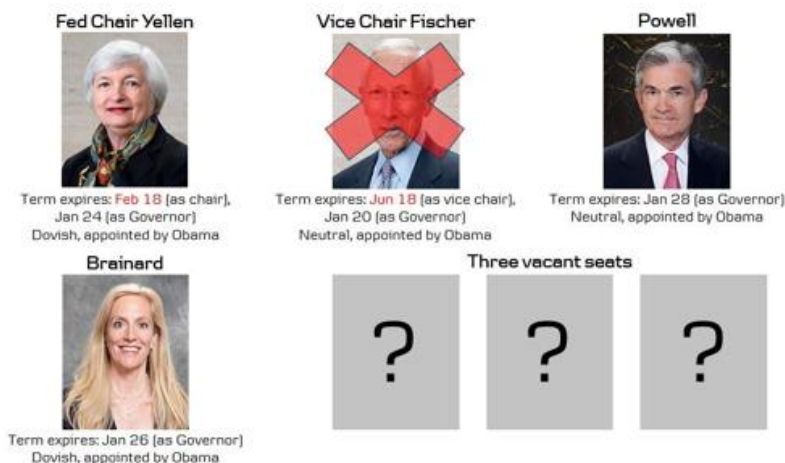 Fed Chair Yellen
Vice Chair Fischer
Powell
Term expires: Feb 18 (as chair),
Jan 24 (as Governor)
Dovish, appointed by Obama
Term expires: Jun 18 (as vice chair),
Jan 20 (as Governor)
Neutral, appointed by Obama
Term expires: Jan 28 (as Governor)
Neutral, appointed by Obama
Brainard
Three vacant seats
?
?
?
Term expires: Jan 26 (as Governor)
Dovish, appointed by Obama